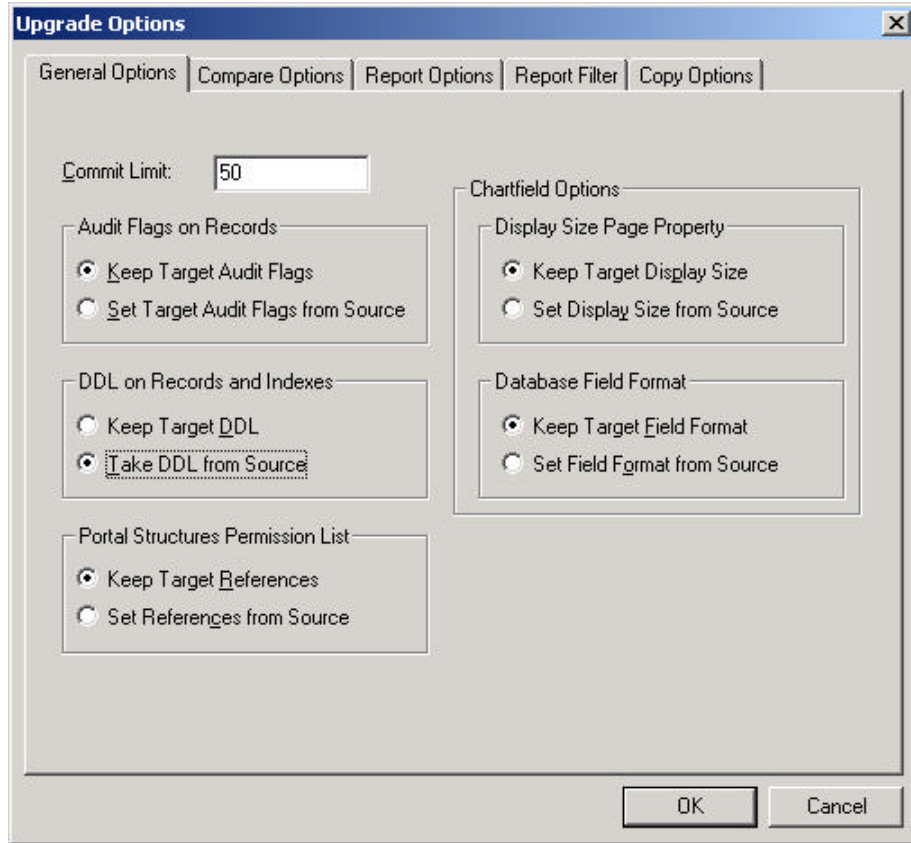 Upgrade Options
General Options
Compare Options
Report Options
Report Filter
Copy Options
Commit Limit:
50
Audit Flags on Records
Keep Target Audit Flags
Set Target Audit Flags from Source
DDL on Records and Indexes
Keep Target DDL
Take DDL from Source
Portal Structures Permission List
Keep Target References
Set References from Source
Chartfield Options
Display Size Page Property
Keep Target Display Size
Set Display Size from Source
Database Field Format
Keep Target Field Format
Set Field Format from Source
OK
Cancel